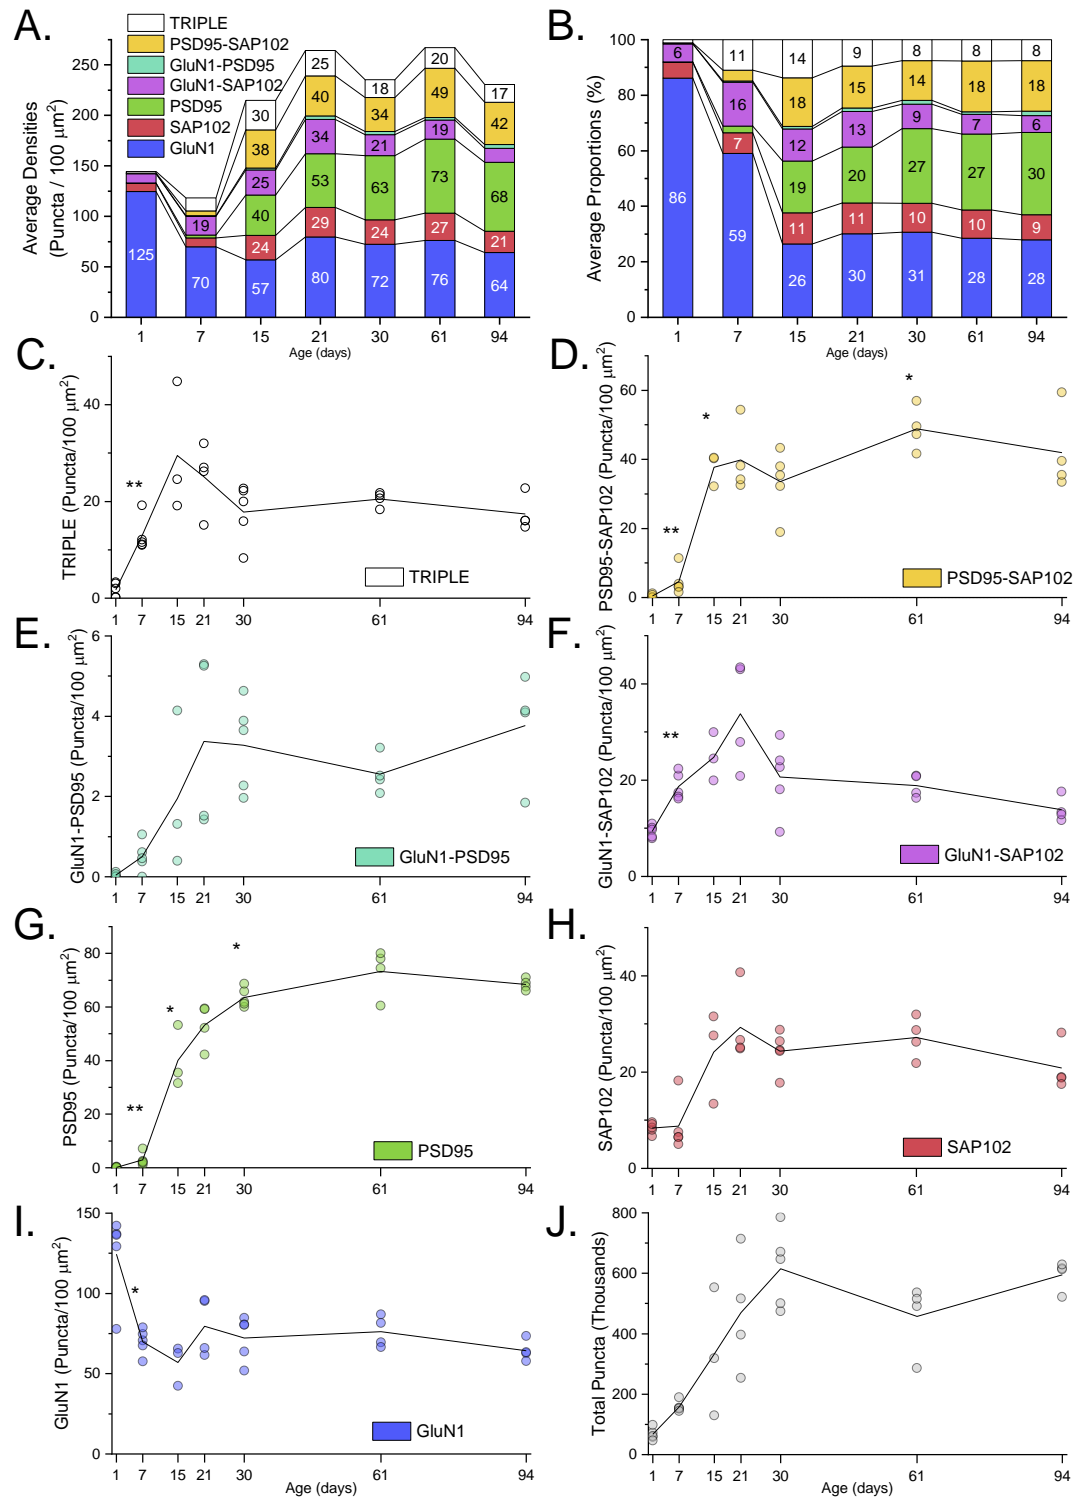 A.
TRIPLE
PSD95-SAP102
GluN1-PSD95
GluN1-SAP102
PSD95
SAP102
GluN1
Average Densities
(Puncta / 100 μm²)
250
200
150
100
50
0
125
70
19
57
24
40
25
38
30
80
29
53
34
40
25
72
24
63
21
34
18
76
27
73
19
49
20
64
21
68
42
17
1 7 15 21 30 61 94
Age (days)
B.
Average Proportions (%)
100
80
60
40
20
0
86
6
59
7
16
11
26
11
19
12
18
14
30
11
20
13
15
9
31
10
27
9
14
8
28
10
27
7
18
8
28
9
30
6
18
8
1 7 15 21 30 61 94
Age (days)
C.
TRIPLE (Puncta/100 μm²)
40
20
0
**
TRIPLE
1 7 15 21 30 61 94
D.
PSD95-SAP102 (Puncta/100 μm²)
60
40
20
0
**
*
*
PSD95-SAP102
1 7 15 21 30 61 94
E.
GluN1-PSD95 (Puncta/100 μm²)
6
4
2
0
GluN1-PSD95
1 7 15 21 30 61 94
F.
GluN1-SAP102 (Puncta/100 μm²)
40
20
0
**
GluN1-SAP102
1 7 15 21 30 61 94
G.
PSD95 (Puncta/100 μm²)
80
60
40
20
0
**
*
*
PSD95
1 7 15 21 30 61 94
H.
SAP102 (Puncta/100 μm²)
40
20
0
SAP102
1 7 15 21 30 61 94
I.
GluN1 (Puncta/100 μm²)
150
100
50
0
*
GluN1
1 7 15 21 30 61 94
Age (days)
J.
Total Puncta (Thousands)
800
600
400
200
0
1 7 15 21 30 61 94
Age (days)